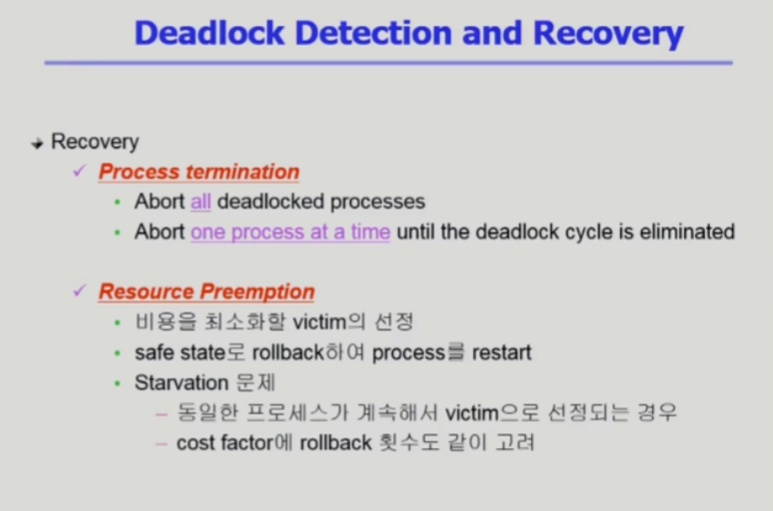 Deadlock Detection and Recovery
Recovery
Process termination
Abort all deadlocked processes
Abort one process at a time until the deadlock cycle is eliminated
Resource Preemption
비용을 최소화할 victim의 선정
safe state로 rollback하여 process를 restart
Starvation 문제
동일한 프로세스가 계속해서 victim으로 선정되는 경우
cost factor에 rollback 횟수도 같이 고려